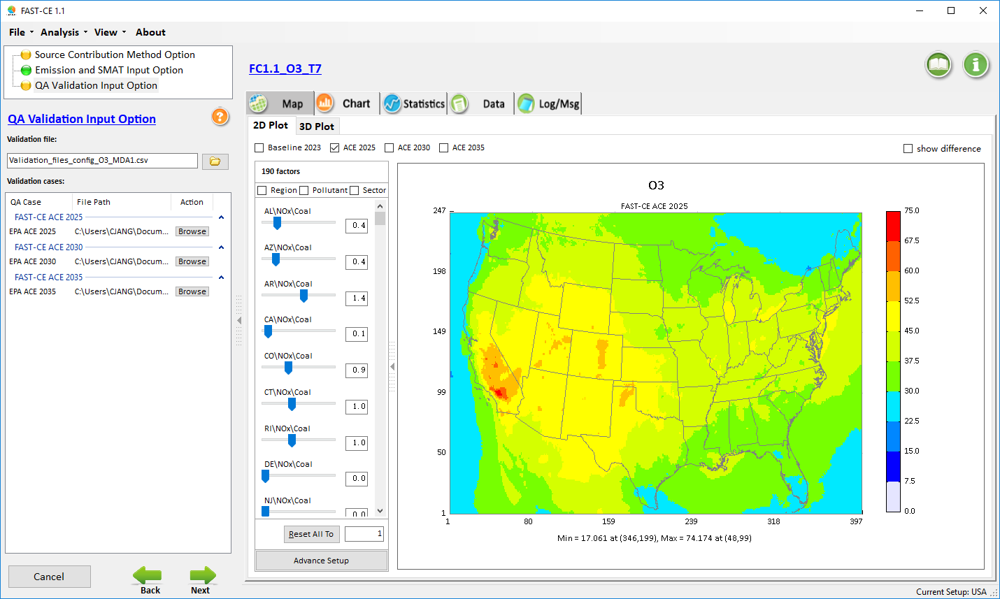 FAST-CE 1.1
File Analysis View About
Source Contribution Method Option
Emission and SMAT Input Option
QA Validation Input Option
QA Validation Input Option
Validation file:
Validation_files_config_O3_MDA1.csv
Validation cases:
QA Case File Path Action
FAST-CE ACE 2025
EPA ACE 2025 C:\Users\CJANG\Docum... Browse
FAST-CE ACE 2030
EPA ACE 2030 C:\Users\CJANG\Docum... Browse
FAST-CE ACE 2035
EPA ACE 2035 C:\Users\CJANG\Docum... Browse
Cancel
Back
Next
FC1.1_O3_T7
Map Chart Statistics Data Log/Msg
2D Plot 3D Plot
Baseline 2023 ACE 2025 ACE 2030 ACE 2035 show difference
190 factors
Region Pollutant Sector
AL\NOx\Coal
0.4
AZ\NOx\Coal
0.4
AR\NOx\Coal
1.4
CA\NOx\Coal
0.1
CO\NOx\Coal
0.9
CT\NOx\Coal
1.0
RI\NOx\Coal
1.0
DE\NOx\Coal
0.0
NJ\NOx\Coal
0.0
Reset All To 1
Advance Setup
O3
FAST-CE ACE 2025
247
198
149
99
50
1
1 80 159 239 318 397
Min = 17.061 at (346,199), Max = 74.174 at (48,99)
75.0
67.5
60.0
52.5
45.0
37.5
30.0
22.5
15.0
7.5
0.0
Current Setup: USA